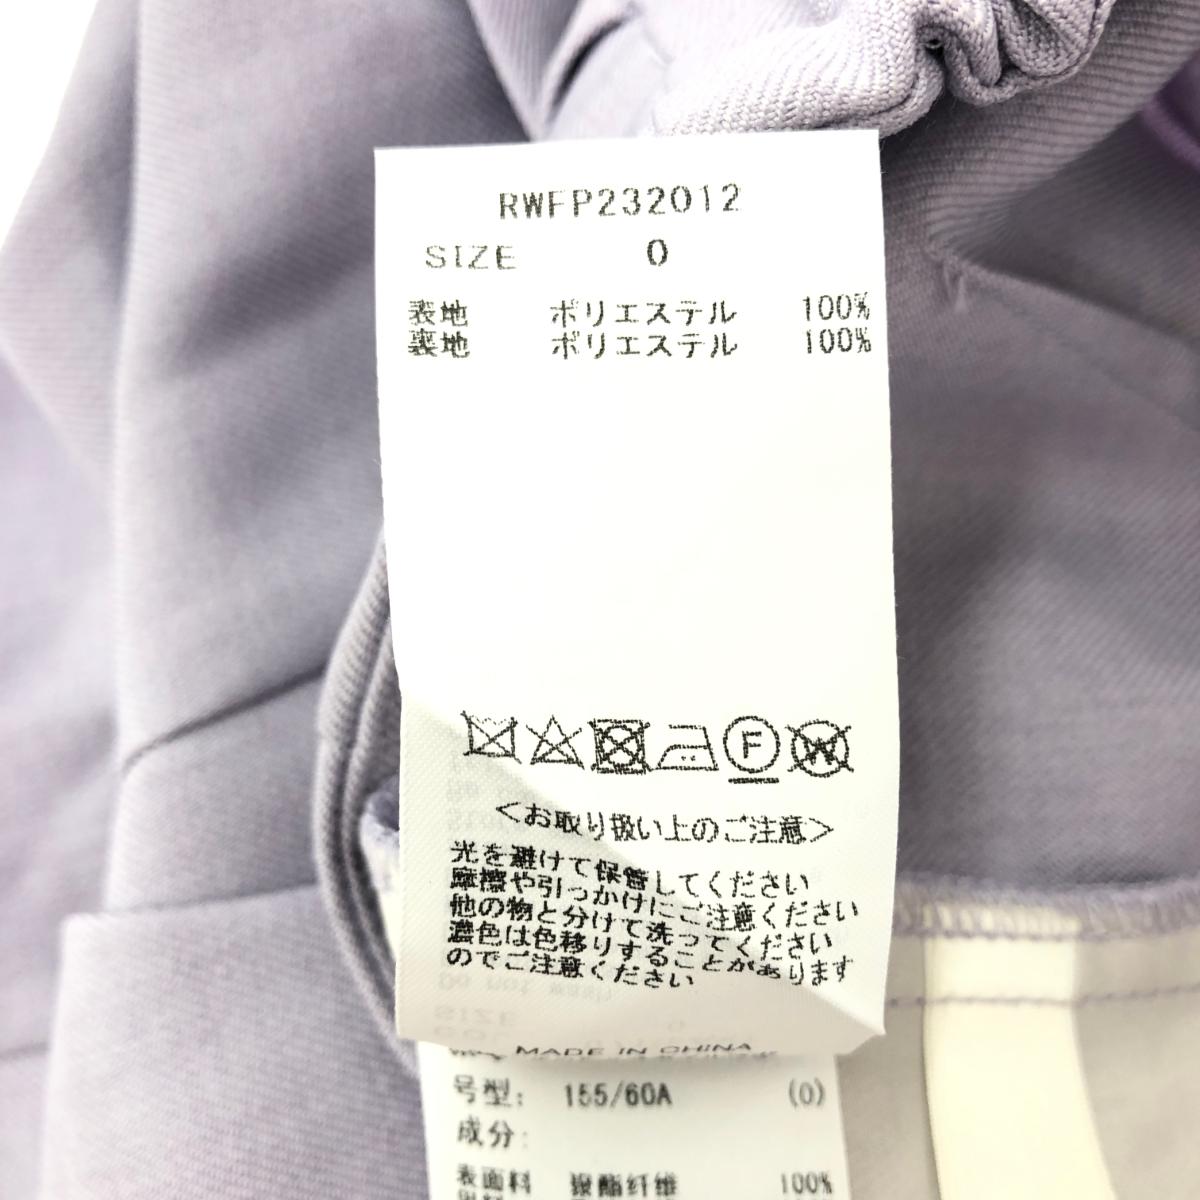 RWFP232012
SIZE 0
表地 ポリエステル 100%
裏地 ポリエステル 100%
F
W
<お取り扱い上のご注意>
光を避けて保管してください
摩擦や引っかけにご注意ください
他の物と分けて洗ってください
濃色は色移りすることがあります
のでご注意ください
MADE IN CHINA
号型: 155/60A (0)
成分:
表面料 聚酯纤维 100%